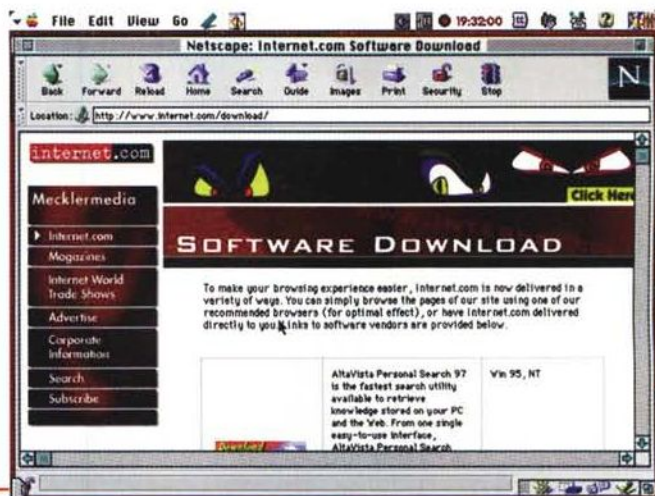 File Edit View Go
19:32:00
Netscape: Internet.com Software Download
Back Forward Reload Home Search Guide Images Print Security Stop
N
Location: http://www.internet.com/download/
internet.com
Click Here
Mecklermedia
Internet.com
Magazines
Internet World
Trade Shows
Advertise
Corporate
Information
Search
Subscribe
SOFTWARE DOWNLOAD
To make your browsing experience easier, Internet.com is now delivered in a
variety of ways. You can simply browse the pages of our site using one of our
recommended browsers (for optimal effect), or have Internet.com delivered
directly to you. Links to software vendors are provided below.
AltaVista Personal Search 97
is the fastest search utility
available to retrieve
knowledge stored on your PC
and the Web. From one single
easy-to-use interface,
AltaVista Personal Search
Win 95, NT
Download